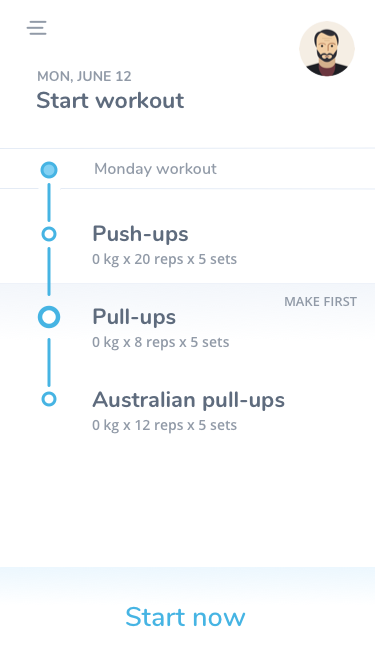 MON, JUNE 12
Start workout
Monday workout
Push-ups
0 kg x 20 reps x 5 sets
MAKE FIRST
Pull-ups
0 kg x 8 reps x 5 sets
Australian pull-ups
0 kg x 12 reps x 5 sets
Start now